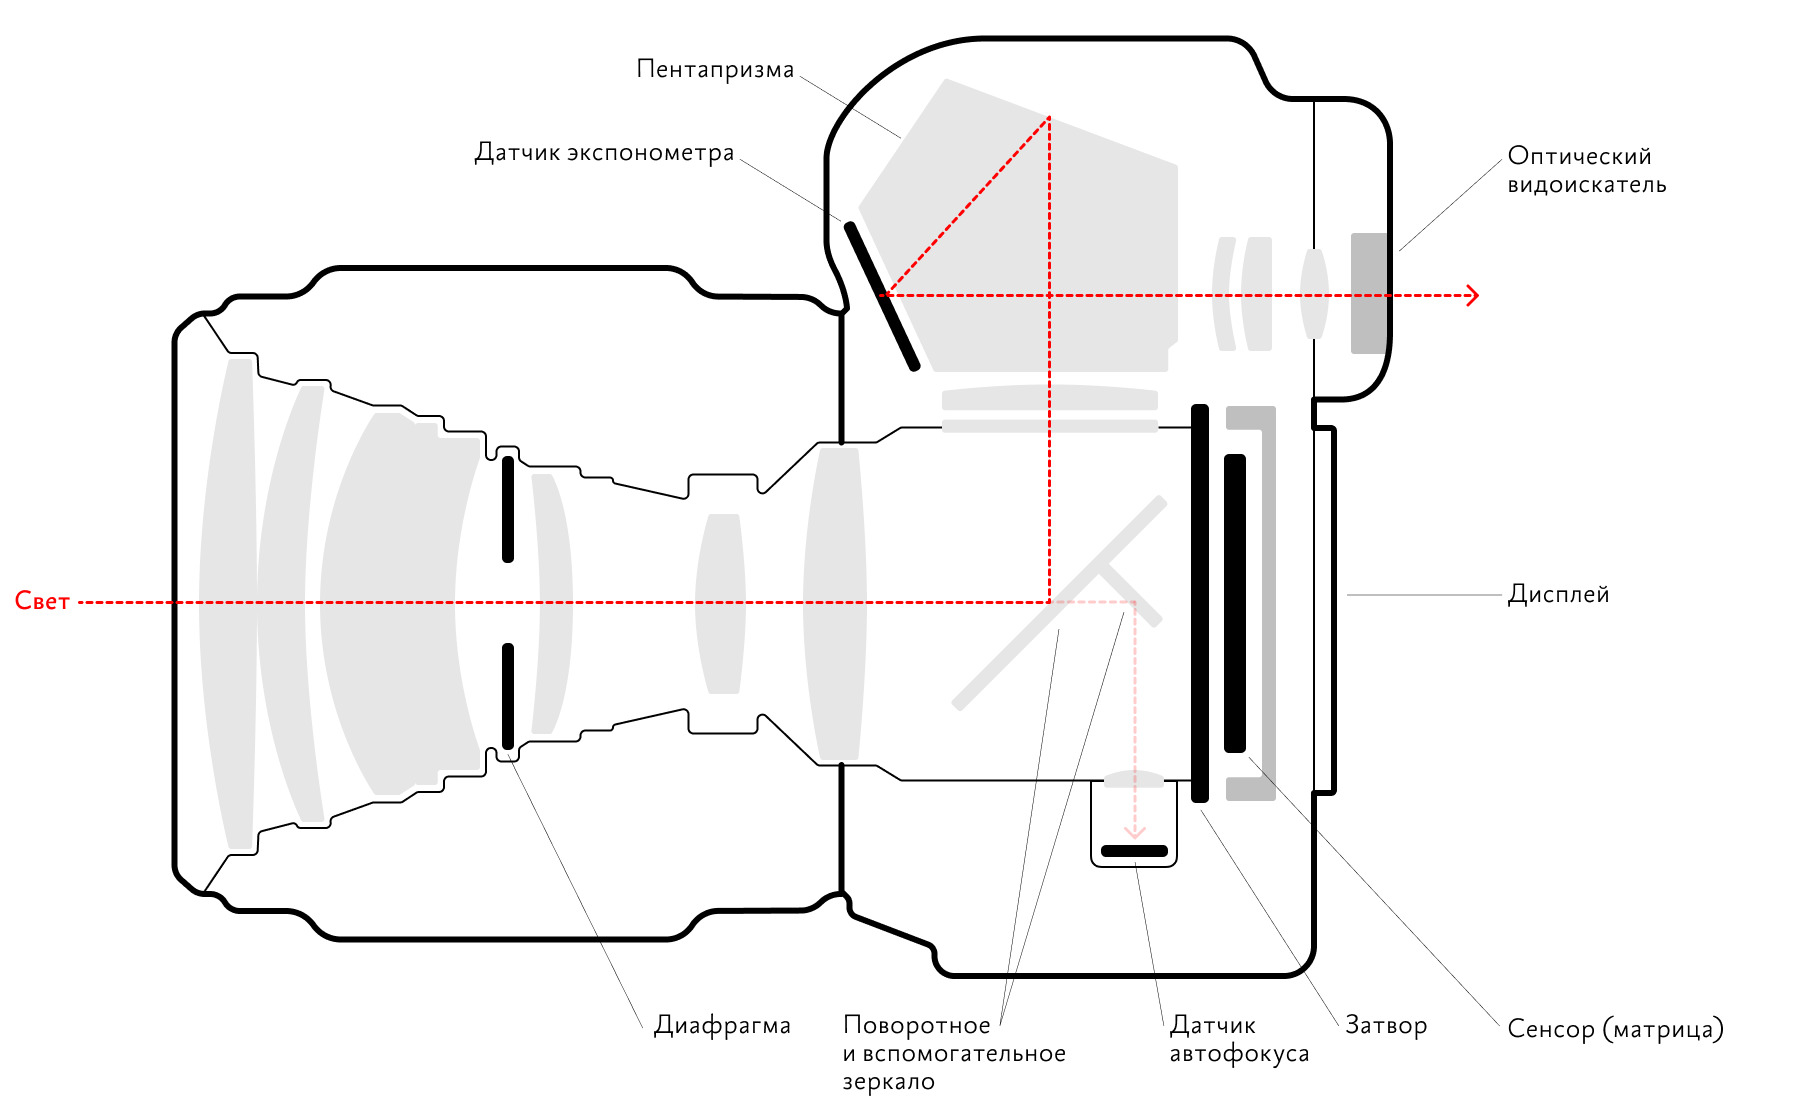 Пентапризма
Датчик экспонометра
Оптический
видоискатель
Свет
Дисплей
Диафрагма
Поворотное
и вспомогательное
зеркало
Датчик
автофокуса
Затвор
Сенсор (матрица)